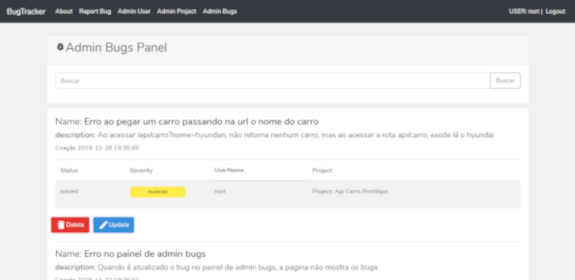 BugTracker About Report Bug Admin User Admin Project Admin Bugs USER: root | Logout
Admin Bugs Panel
Buscar Buscar
Name: Erro ao pegar um carro passando na url o nome do carro
description: Ao acessar /api/carro?nome=hyundari, não retorna nenhum carro, mas ao acessar a rota api/carro, existe lá o hyundai
Criação 2019-11-28 19:30:49
Status Severity UserName Project
solved moderate root Project: Api Carro Protótipo
Delete Update
Name: Erro no painel de admin bugs
description: Quando é atualizado o bug no painel de admin bugs, a pagina não mostra os bugs